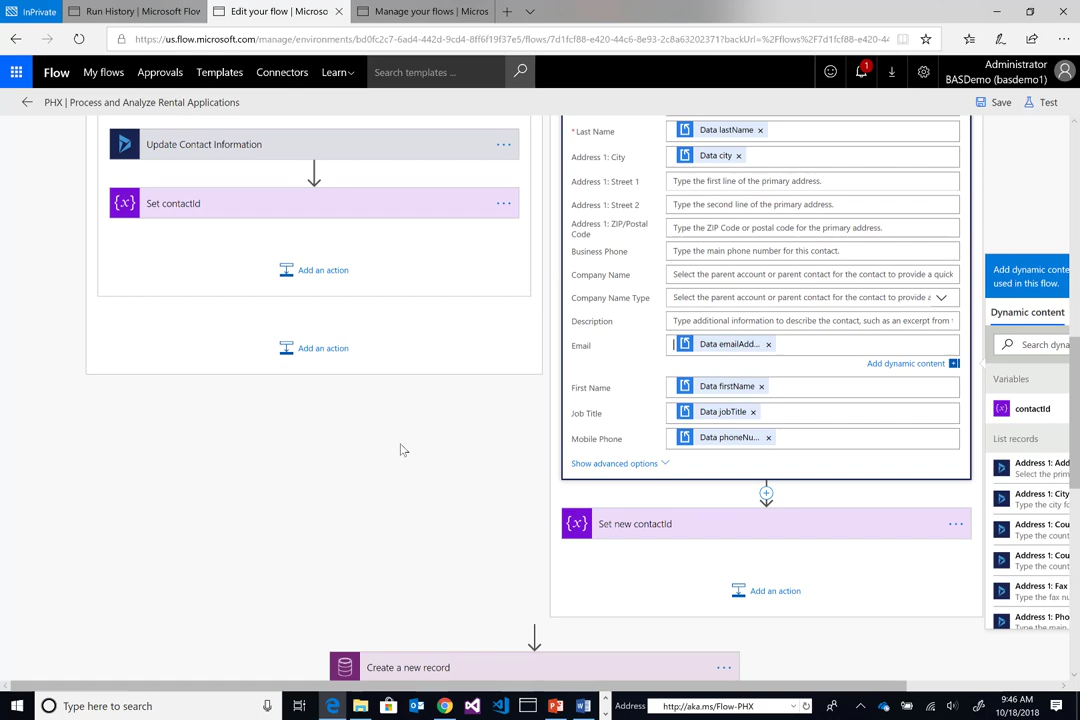 InPrivate
Run History | Microsoft Flow
Edit your flow | Microso
Manage your flows | Micros
https://us.flow.microsoft.com/manage/environments/bd0fc2c7-6ad4-442d-9cd4-8ff6f19f37e5/flows/7d1fcf88-e420-44c6-8e93-2c8a63202371?backUrl=%2Fflows%2F7d1fcf88-e420-44
Flow
My flows
Approvals
Templates
Connectors
Learn
Search templates ...
1
Administrator
BASDemo (basdemo1)
PHX | Process and Analyze Rental Applications
Save
Test
Update Contact Information
{x} Set contactId
Add an action
Add an action
* Last Name
Data lastName ×
Address 1: City
Data city ×
Address 1: Street 1
Type the first line of the primary address.
Address 1: Street 2
Type the second line of the primary address.
Address 1: ZIP/Postal
Code
Type the ZIP Code or postal code for the primary address.
Business Phone
Type the main phone number for this contact.
Company Name
Select the parent account or parent contact for the contact to provide a quick
Company Name Type
Select the parent account or parent contact for the contact to provide a
Description
Type additional information to describe the contact, such as an excerpt from
Email
Data emailAdd... ×
Add dynamic content
First Name
Data firstName ×
Job Title
Data jobTitle ×
Mobile Phone
Data phoneNu... ×
Show advanced options
{x} Set new contactId
Add an action
Create a new record
Add dynamic conte
used in this flow.
Dynamic content
Search dyna
Variables
{x} contactId
List records
Address 1: Add
Select the prim
Address 1: City
Type the city fo
Address 1: Cou
Type the count
Address 1: Cou
Type the count
Address 1: Fax
Type the fax nu
Address 1: Pho
Type the main
Type here to search
Address
http://aka.ms/Flow-PHX
9:46 AM
10/18/2018